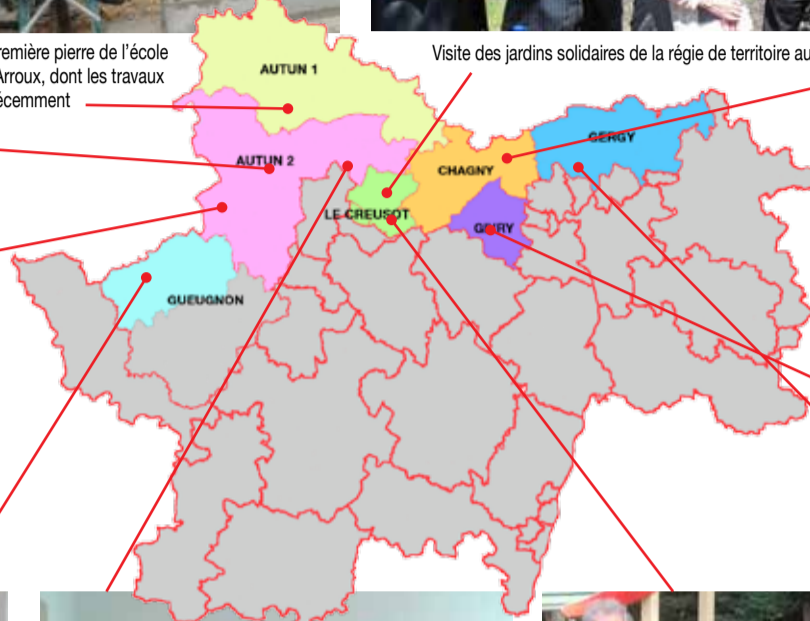 remière pierre de l'école
Arroux, dont les travaux
écemment
Visite des jardins solidaires de la régie de territoire au
AUTUN 1
GERGY
AUTUN 2
CHAGNY
LE CREUSOT
GIVRY
GUEUGNON